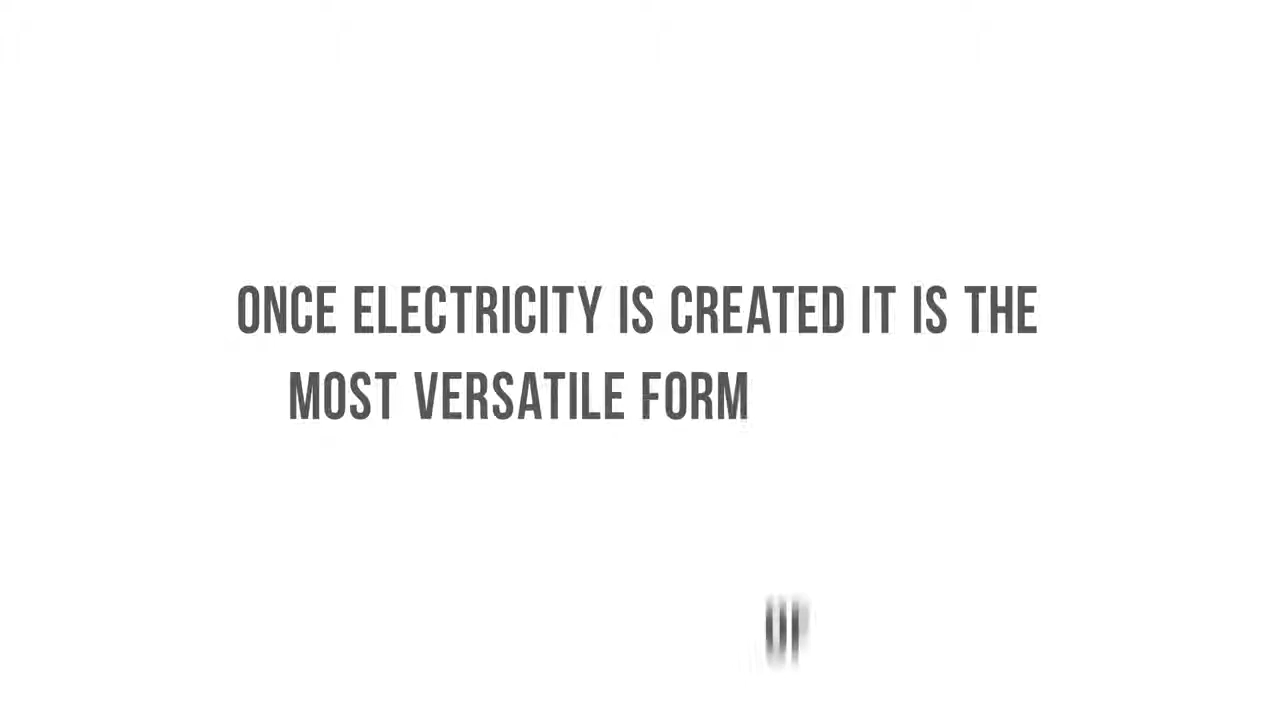 ONCE ELECTRICITY IS CREATED IT IS THE
MOST VERSATILE FORM